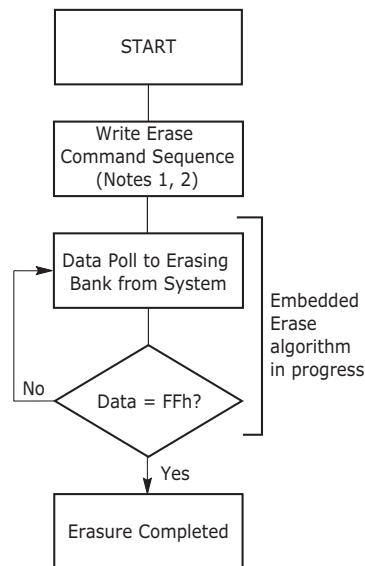 START
Write Erase
Command Sequence
(Notes 1, 2)
Data Poll to Erasing
Bank from System
Embedded
Erase
algorithm
in progress
No
Data = FFh?
Yes
Erasure Completed